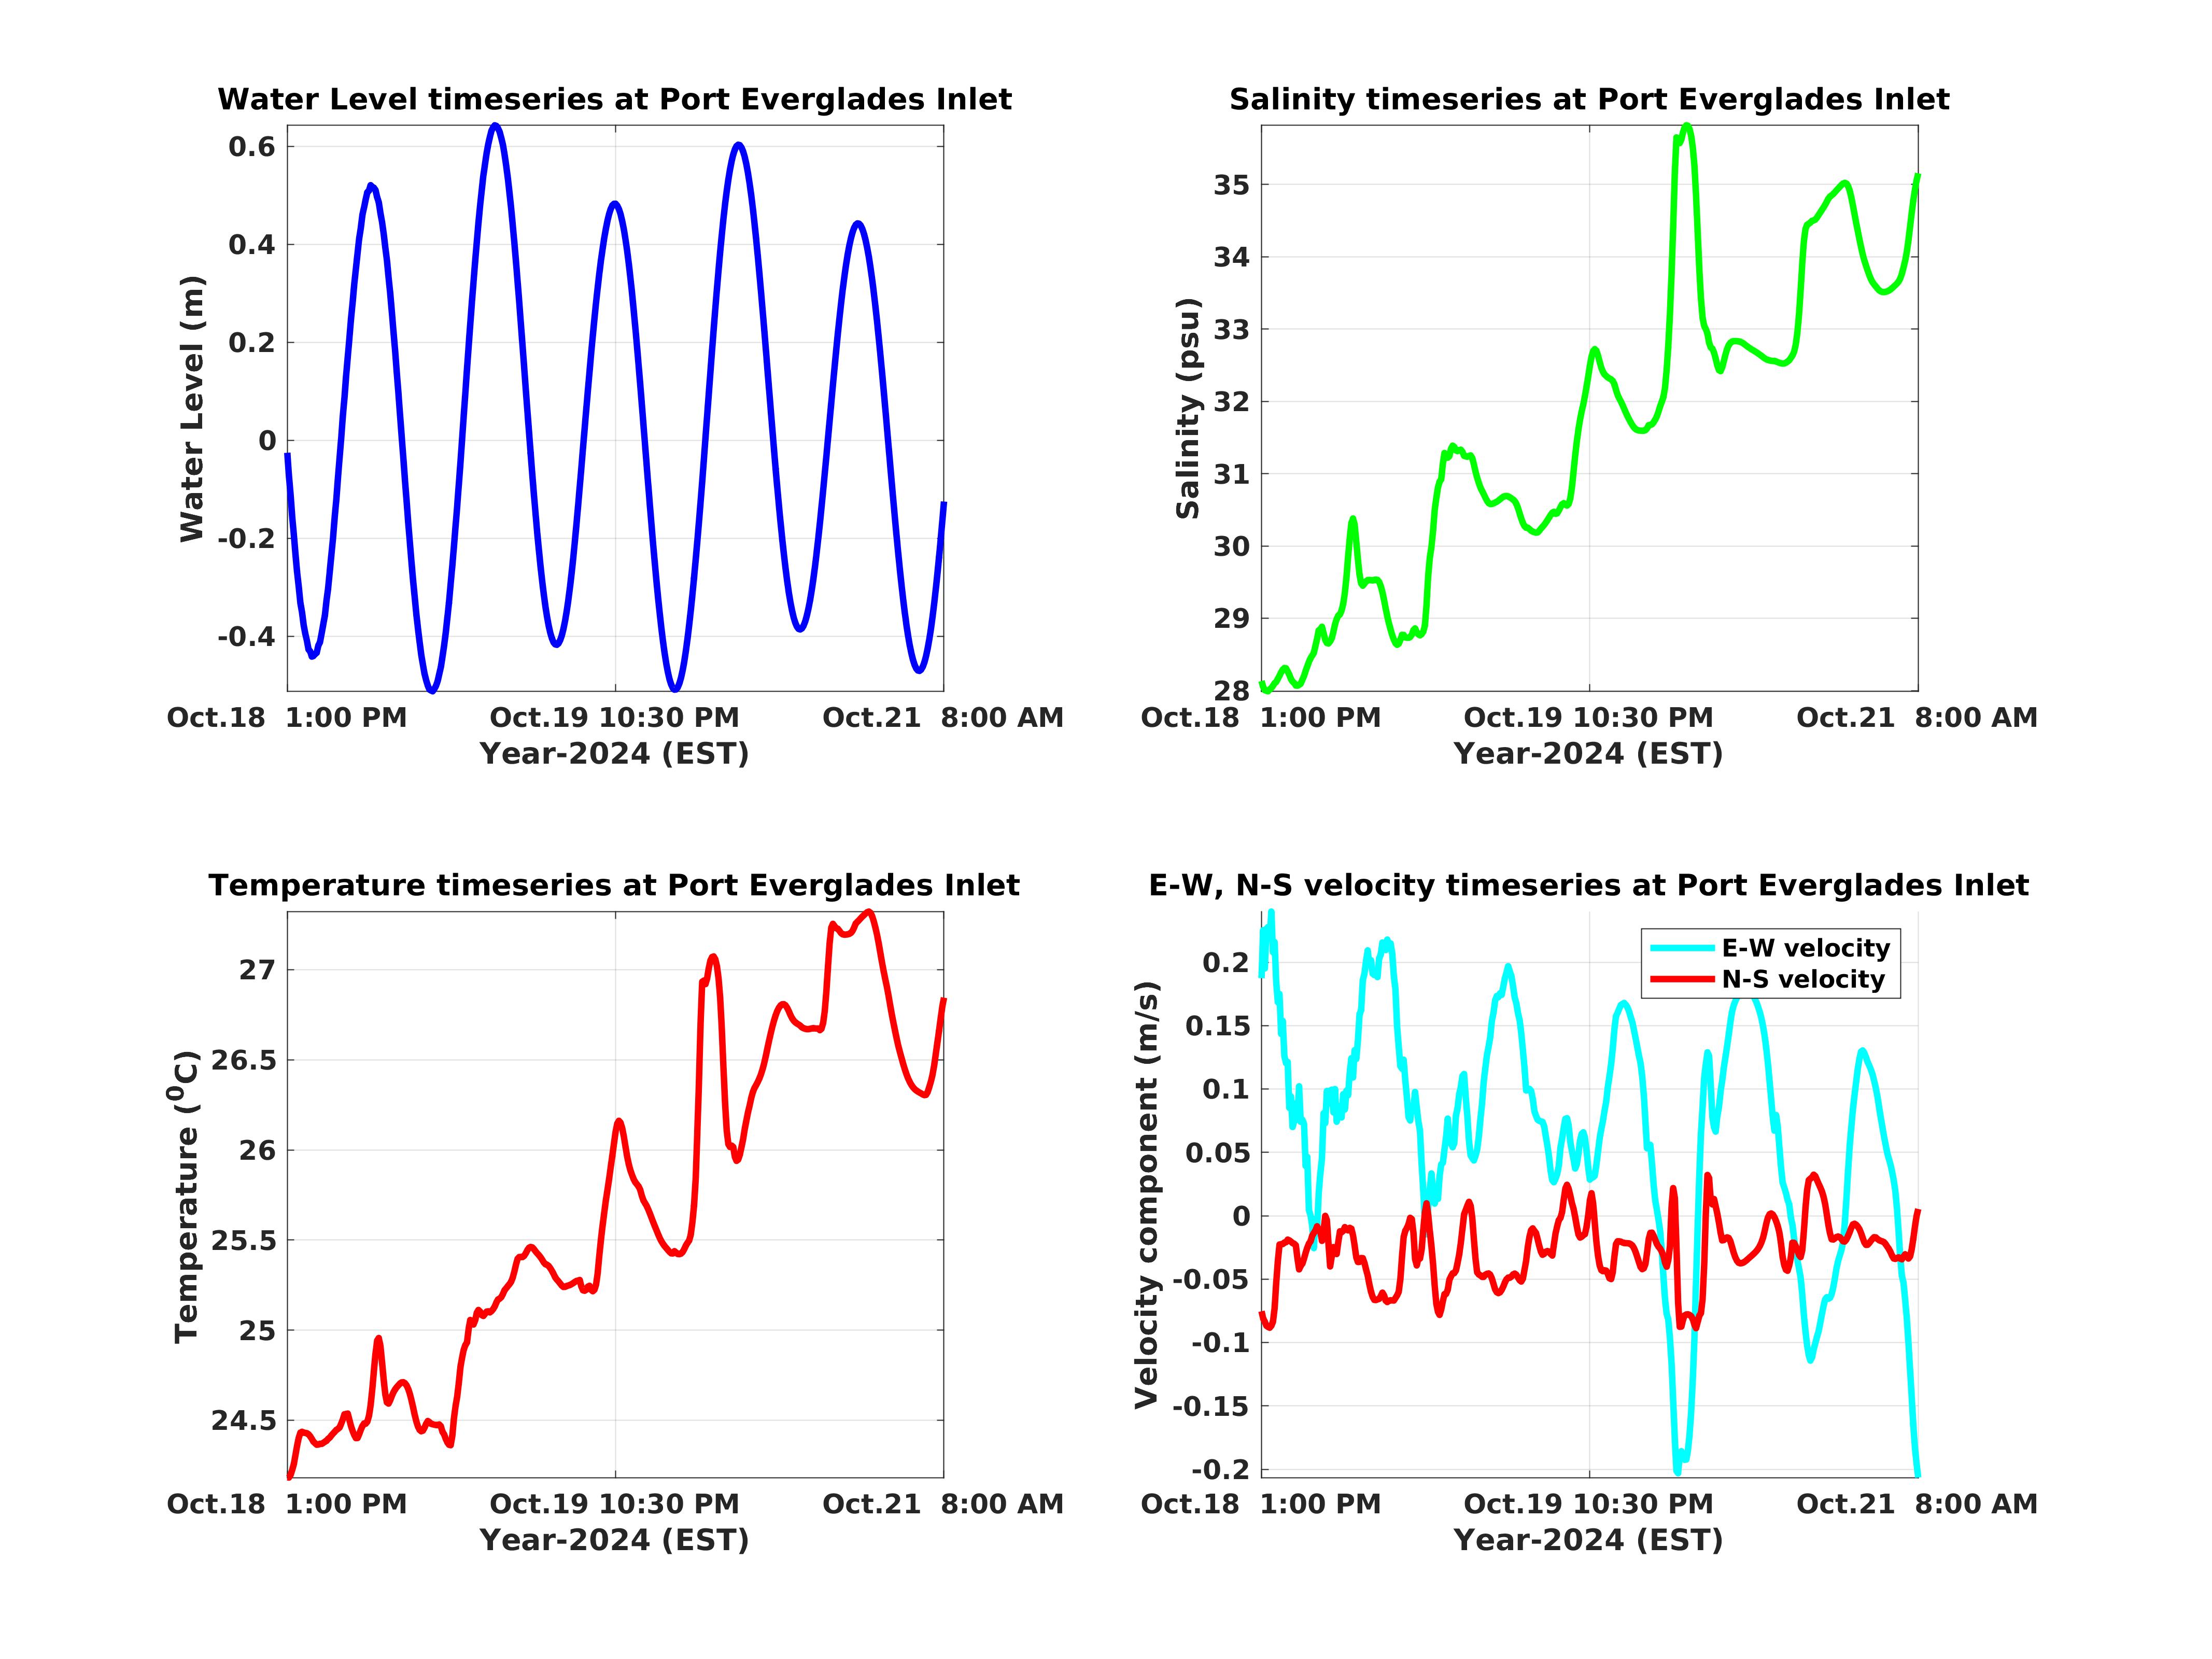 Water Level timeseries at Port Everglades Inlet
Water Level (m)
0.6
0.4
0.2
0
-0.2
-0.4
Oct.18 1:00 PM Oct.19 10:30 PM Oct.21 8:00 AM
Year-2024 (EST)
Salinity timeseries at Port Everglades Inlet
Salinity (psu)
35
34
33
32
31
30
29
28
Oct.18 1:00 PM Oct.19 10:30 PM Oct.21 8:00 AM
Year-2024 (EST)
Temperature timeseries at Port Everglades Inlet
Temperature (⁰C)
27
26.5
26
25.5
25
24.5
Oct.18 1:00 PM Oct.19 10:30 PM Oct.21 8:00 AM
Year-2024 (EST)
E-W, N-S velocity timeseries at Port Everglades Inlet
E-W velocity
N-S velocity
Velocity component (m/s)
0.2
0.15
0.1
0.05
0
-0.05
-0.1
-0.15
-0.2
Oct.18 1:00 PM Oct.19 10:30 PM Oct.21 8:00 AM
Year-2024 (EST)